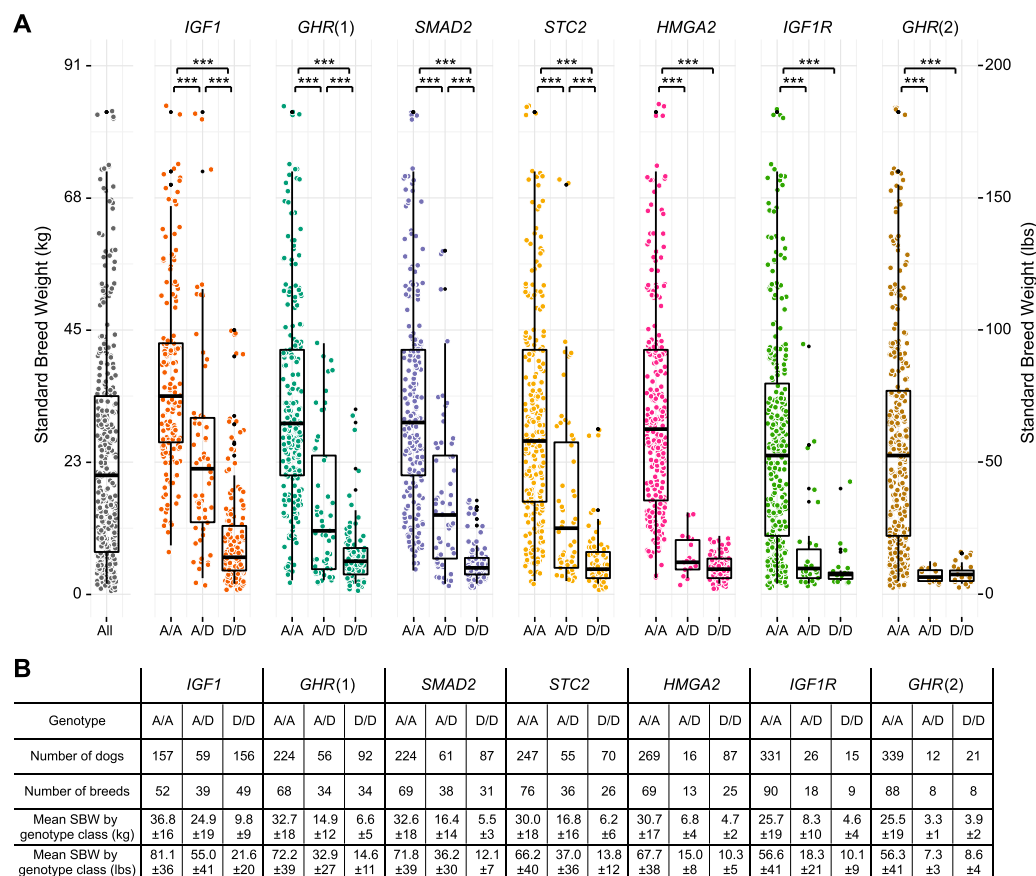 A
IGF1 GHR(1) SMAD2 STC2 HMGA2 IGF1R GHR(2)
*** *** *** *** *** *** ***
*** *** *** *** *** *** *** *** *** *** ***
Standard Breed Weight (kg)
91
68
45
23
0
200
150
100
50
0
Standard Breed Weight (lbs)
All A/A A/D D/D A/A A/D D/D A/A A/D D/D A/A A/D D/D A/A A/D D/D A/A A/D D/D A/A A/D D/D
B
IGF1 GHR(1) SMAD2 STC2 HMGA2 IGF1R GHR(2)
Genotype A/A A/D D/D A/A A/D D/D A/A A/D D/D A/A A/D D/D A/A A/D D/D A/A A/D D/D A/A A/D D/D
Number of dogs 157 59 156 224 56 92 224 61 87 247 55 70 269 16 87 331 26 15 339 12 21
Number of breeds 52 39 49 68 34 34 69 38 31 76 36 26 69 13 25 90 18 9 88 8 8
Mean SBW by 36.8 24.9 9.8 32.7 14.9 6.6 32.6 16.4 5.5 30.0 16.8 6.2 30.7 6.8 4.7 25.7 8.3 4.6 25.5 3.3 3.9
genotype class (kg) ±16 ±19 ±9 ±18 ±12 ±5 ±18 ±14 ±3 ±18 ±16 ±6 ±17 ±4 ±2 ±19 ±10 ±4 ±19 ±1 ±2
Mean SBW by 81.1 55.0 21.6 72.2 32.9 14.6 71.8 36.2 12.1 66.2 37.0 13.8 67.7 15.0 10.3 56.6 18.3 10.1 56.3 7.3 8.6
genotype class (lbs) ±36 ±41 ±20 ±39 ±27 ±11 ±39 ±30 ±7 ±40 ±36 ±12 ±38 ±8 ±5 ±41 ±21 ±9 ±41 ±3 ±4